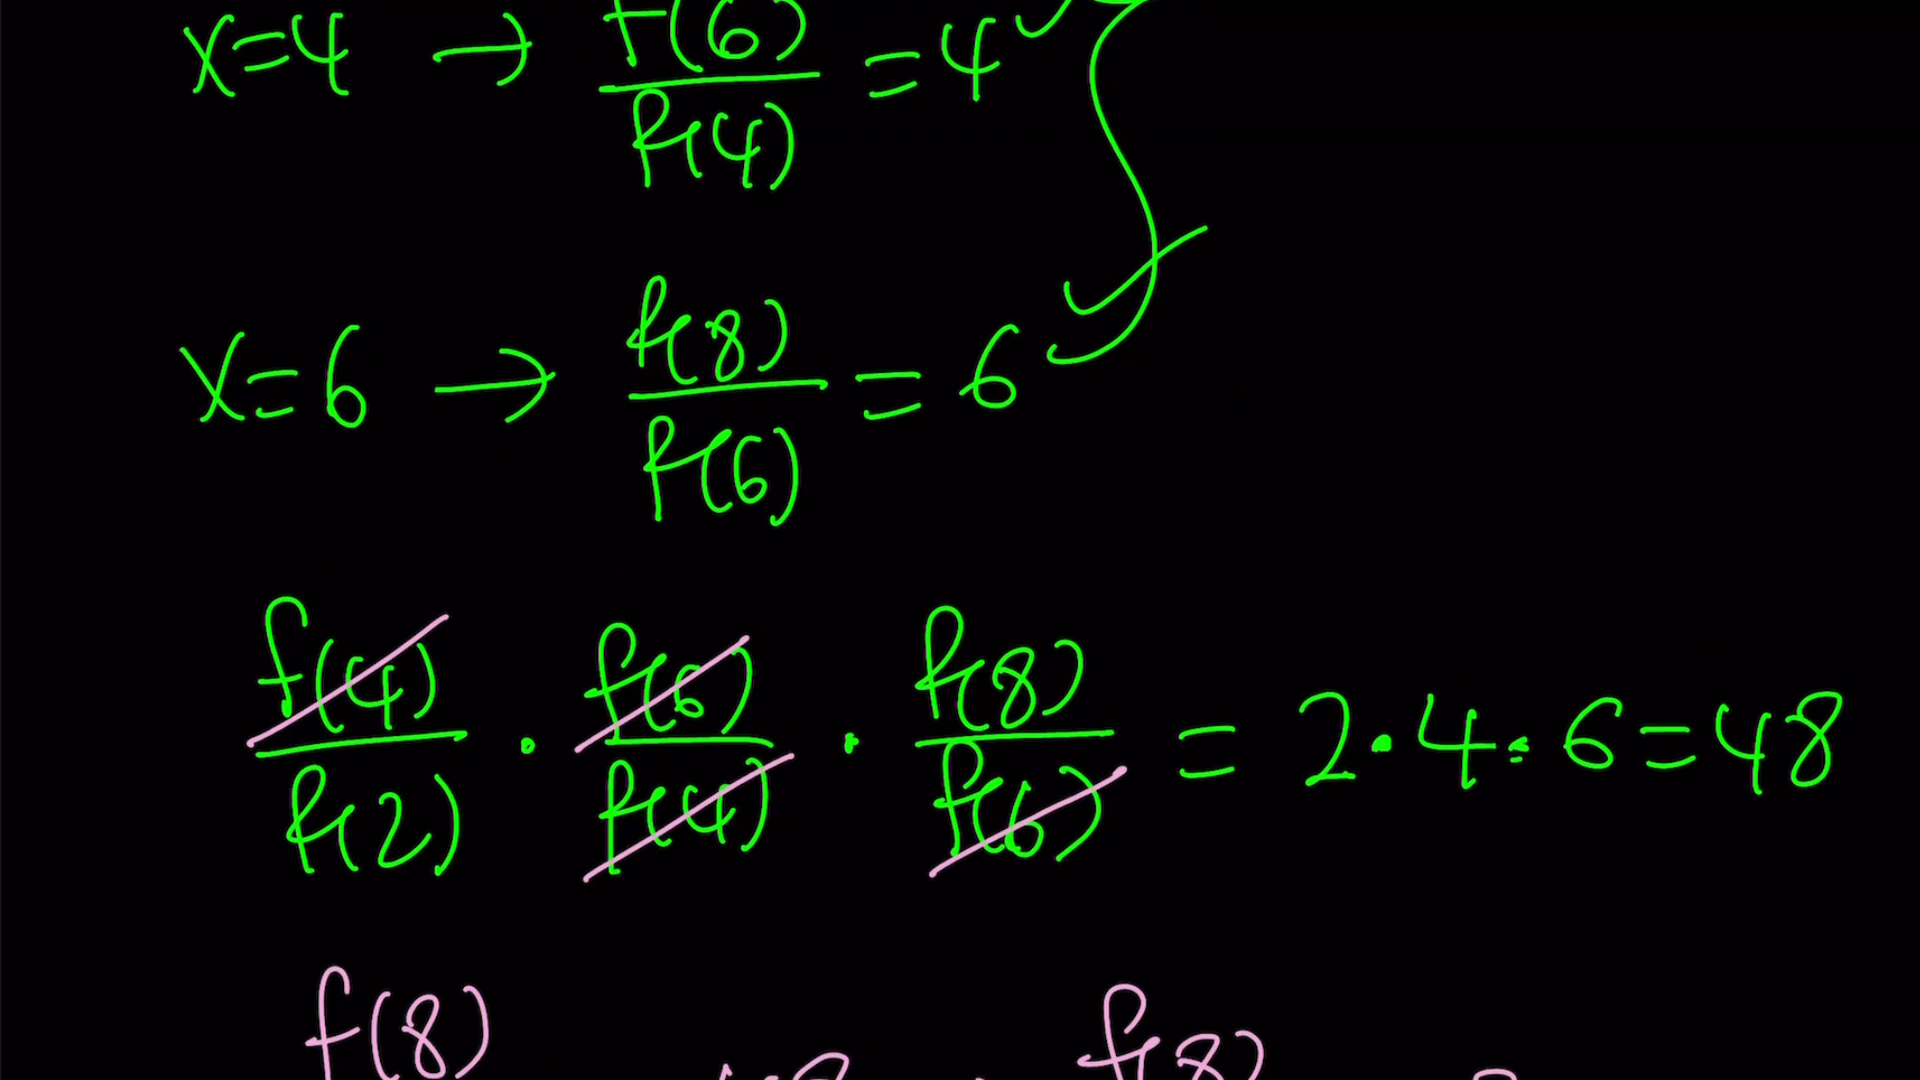 x=4 → f(6)/f(4) = 4
x=6 → f(8)/f(6) = 6
f(4)/f(2) · f(6)/f(4) · f(8)/f(6) = 2·4·6=48
f(8) f(8)